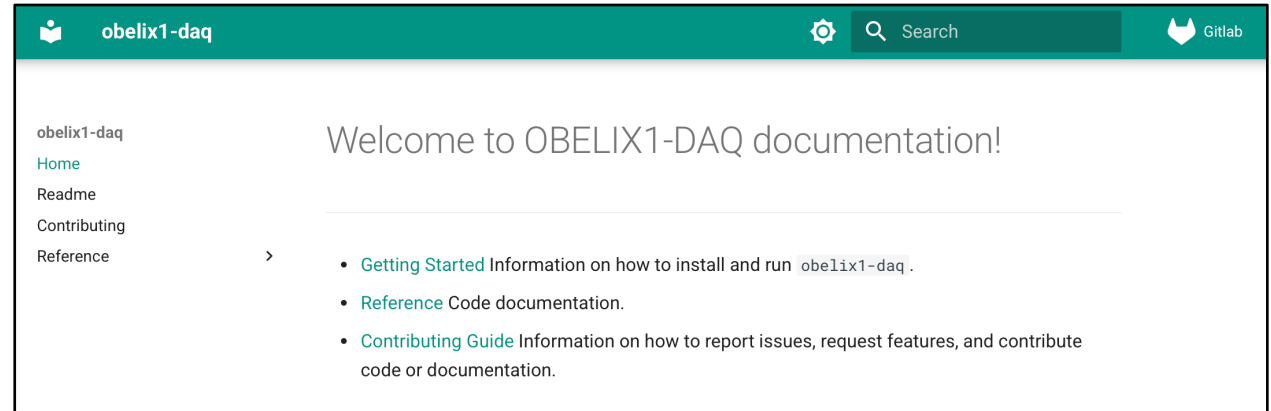 obelix1-daq
Search
Gitlab
obelix1-daq
Home
Readme
Contributing
Reference
Welcome to OBELIX1-DAQ documentation!
Getting Started Information on how to install and run obelix1-daq.
Reference Code documentation.
Contributing Guide Information on how to report issues, request features, and contribute
code or documentation.